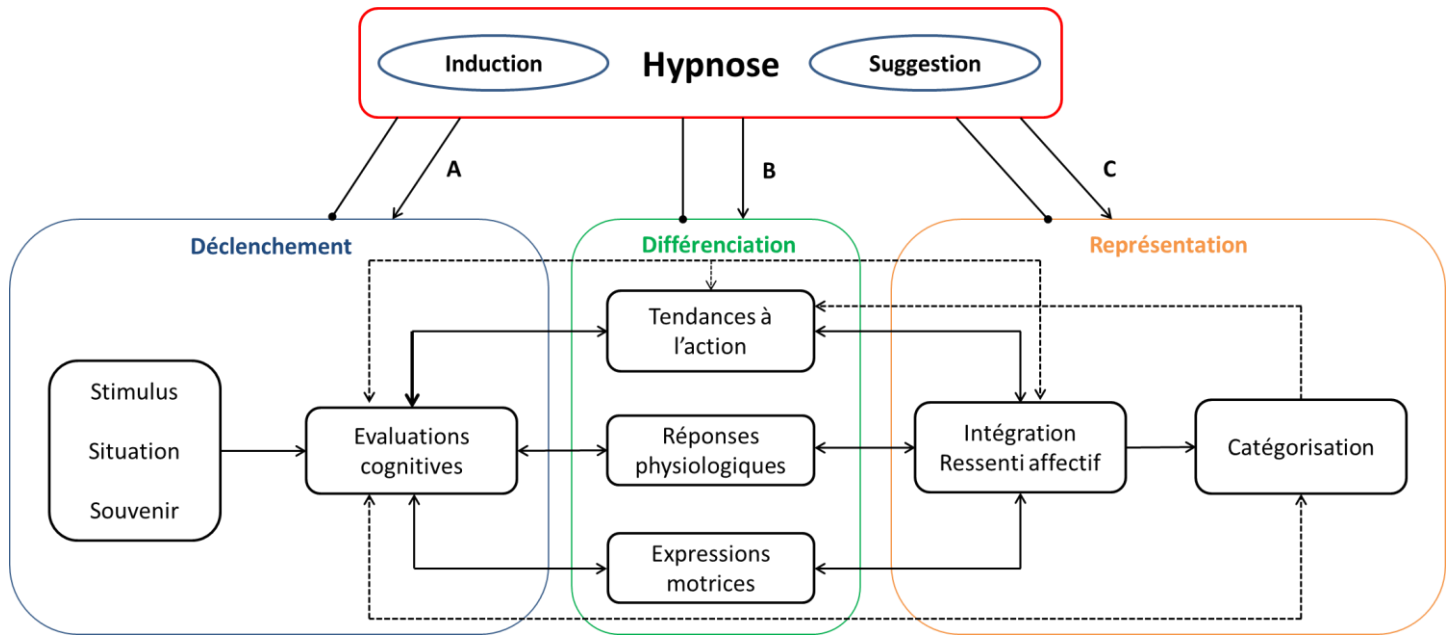 Induction
Hypnose
Suggestion
A
B
C
Déclenchement
Différenciation
Représentation
Tendances à
l’action
Stimulus
Situation
Souvenir
Evaluations
cognitives
Réponses
physiologiques
Intégration
Ressenti affectif
Catégorisation
Expressions
motrices